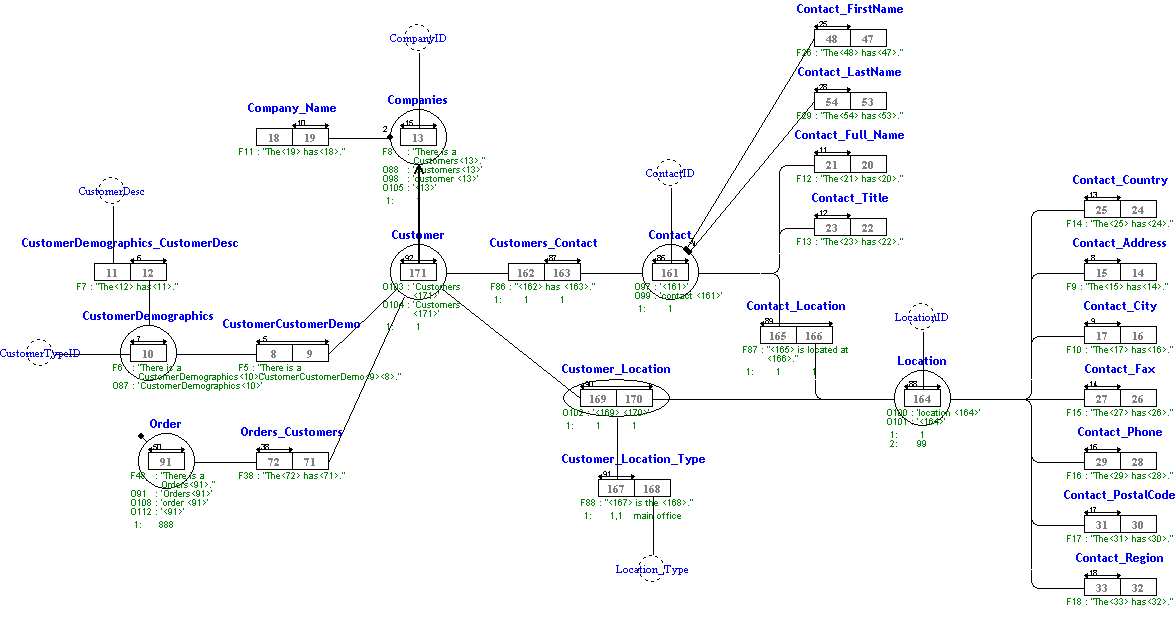 Contact_FirstName
25
48 47
F26 : "The<48> has<47>."
CompanyID
Contact_LastName
28
54 53
F29 : "The<54> has<53>."
Companies
15
13
2
F8 : "There is a
Customers<13>."
O88 : 'Customers<13>'
O98 : 'customer <13>'
O105 : '<13>'
1: 1
Company_Name
10
18 19
F11 : "The<19> has<18>."
Contact_Full_Name
11
21 20
F12 : "The<21> has<20>."
ContactID
CustomerDesc
Contact_Title
12
23 22
F13 : "The<23> has<22>."
Contact_Country
13
25 24
F14 : "The<25> has<24>."
CustomerDemographics_CustomerDesc
6
11 12
F7 : "The<12> has<11>."
Customer
92
171
O103 : 'Customers
<171>'
O104 : 'Customers
<171>'
1: 1
Customers_Contact
87
162 163
F86 : "<162> has <163>."
1: 1 1
Contact
86
161
O97 : '<161>'
O99 : 'contact <161>'
1: 1
Contact_Address
8
15 14
F9 : "The<15> has<14>."
Contact_Location
89
165 166
F87 : "<165> is located at
<166>."
1: 1 1
LocationID
Contact_City
9
17 16
F10 : "The<17> has<16>."
CustomerDemographics
7
10
F6 : "There is a
CustomerDemographics<10>
O87 : 'CustomerDemographics<10>'
CustomerTypeID
CustomerCustomerDemo
5
8 9
F5 : "There is a
CustomerCustomerDemo<9><8>."
Customer_Location
90
169 170
O102 : '<169> <170>'
1: 1 1
Location
88
164
O100 : 'location <164>'
O101 : '<164>'
1: 1
2: 99
Contact_Fax
14
27 26
F15 : "The<27> has<26>."
Order
50
91
F49 : "There is a
Orders<91>."
O91 : 'Orders<91>'
O108 : 'order <91>'
O112 : '<91>'
1: 888
Orders_Customers
38
72 71
F38 : "The<72> has<71>."
Customer_Location_Type
91
167 168
F88 : "<167> is the <168>."
1: 1,1 main office
Location_Type
Contact_Phone
16
29 28
F16 : "The<29> has<28>."
Contact_PostalCode
17
31 30
F17 : "The<31> has<30>."
Contact_Region
18
33 32
F18 : "The<33> has<32>."